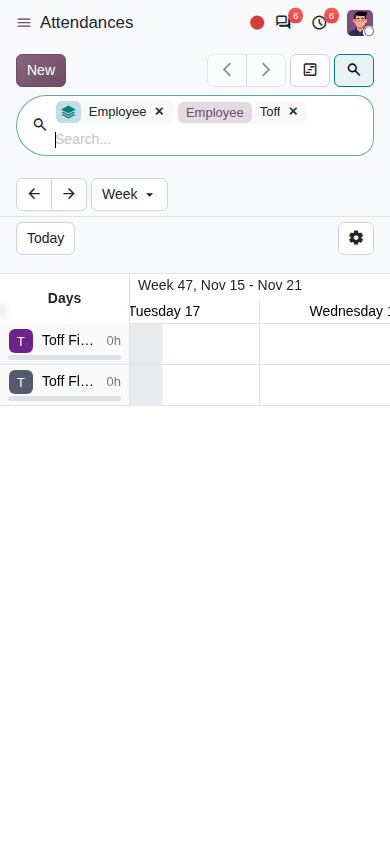 Attendances
6
6
New
Employee
Employee Toff
Search...
Week
Today
Days
Week 47, Nov 15 - Nov 21
Tuesday 17
Wednesday
T Toff Fi... 0h
T Toff Fl... 0h